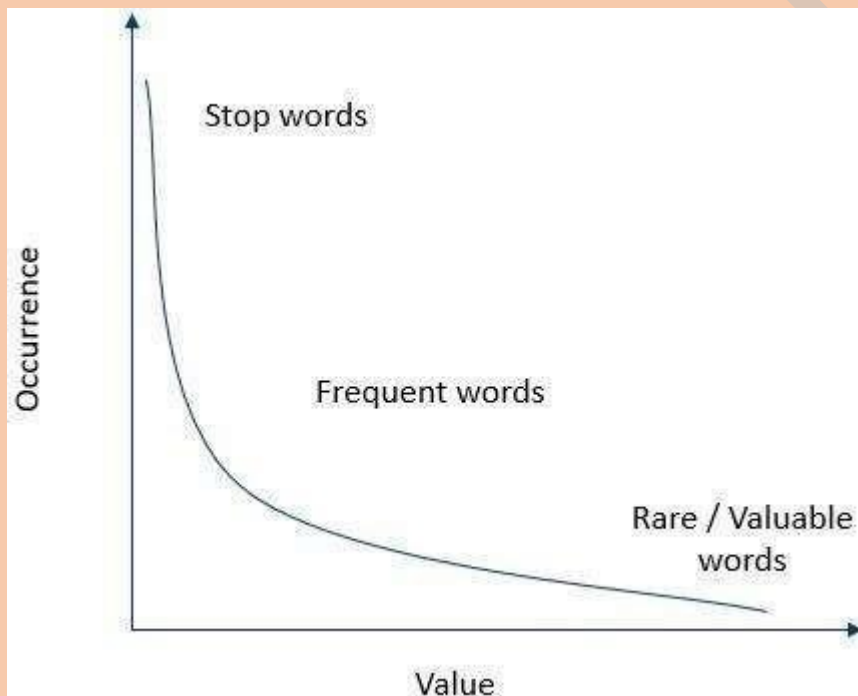 Stop words
Occurrence
Frequent words
Rare / Valuable
words
Value